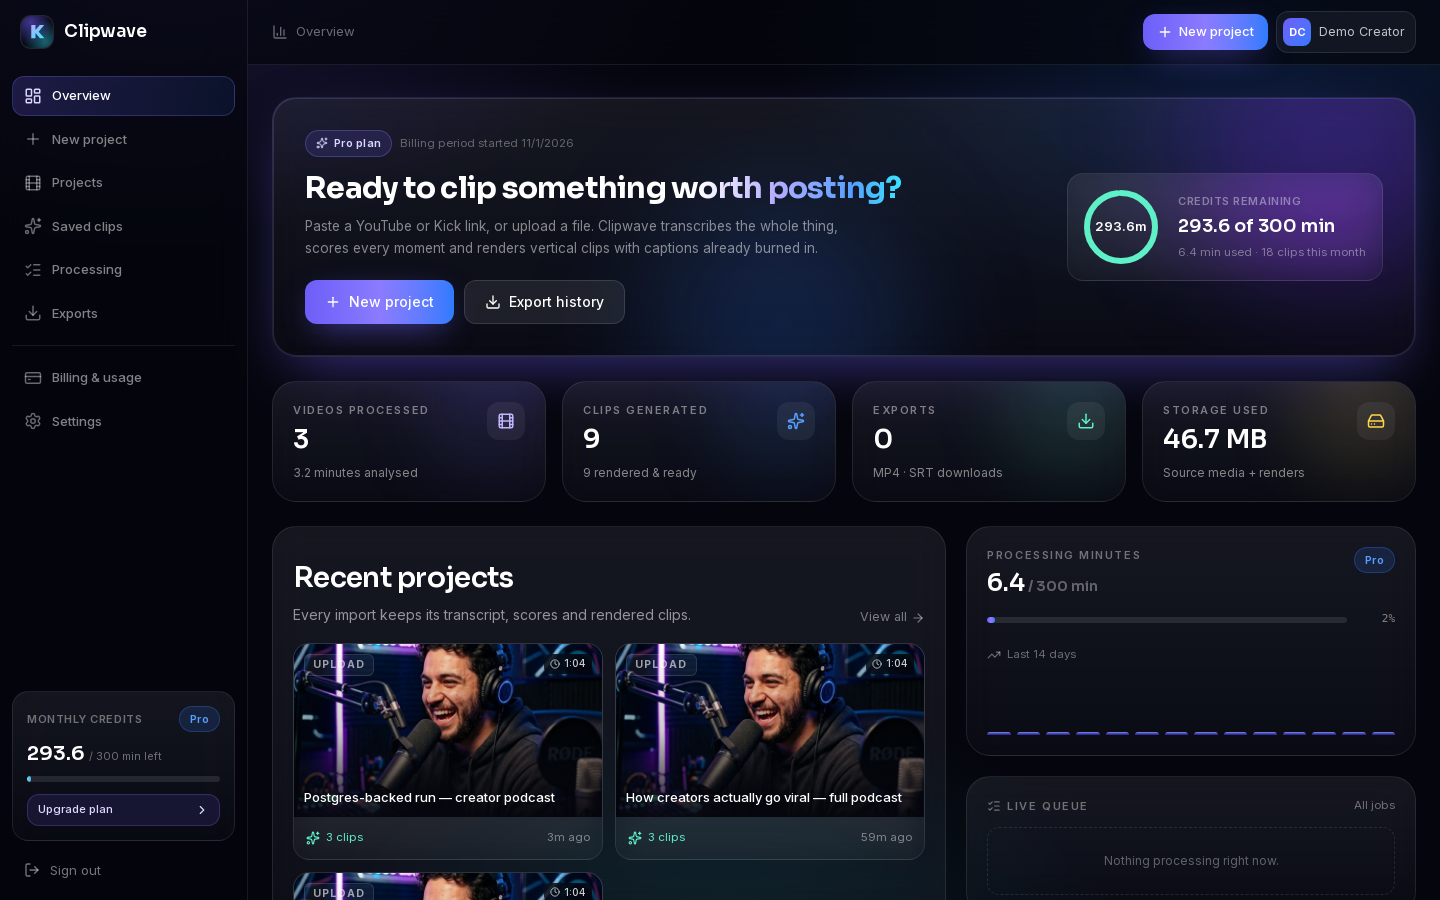 K Clipwave
Overview
New project
Projects
Saved clips
Processing
Exports
Billing & usage
Settings
MONTHLY CREDITS
Pro
293.6 / 300 min left
Upgrade plan
Sign out
Overview
New project
DC Demo Creator
Pro plan
Billing period started 11/1/2026
Ready to clip something worth posting?
Paste a YouTube or Kick link, or upload a file. Clipwave transcribes the whole thing,
scores every moment and renders vertical clips with captions already burned in.
New project
Export history
293.6m
CREDITS REMAINING
293.6 of 300 min
6.4 min used · 18 clips this month
VIDEOS PROCESSED
3
3.2 minutes analysed
CLIPS GENERATED
9
9 rendered & ready
EXPORTS
0
MP4 · SRT downloads
STORAGE USED
46.7 MB
Source media + renders
Recent projects
Every import keeps its transcript, scores and rendered clips.
View all
UPLOAD
1:04
RØDE
Postgres-backed run — creator podcast
3 clips
3m ago
UPLOAD
1:04
RØDE
How creators actually go viral — full podcast
3 clips
59m ago
UPLOAD
1:04
PROCESSING MINUTES
Pro
6.4 / 300 min
2%
Last 14 days
LIVE QUEUE
All jobs
Nothing processing right now.